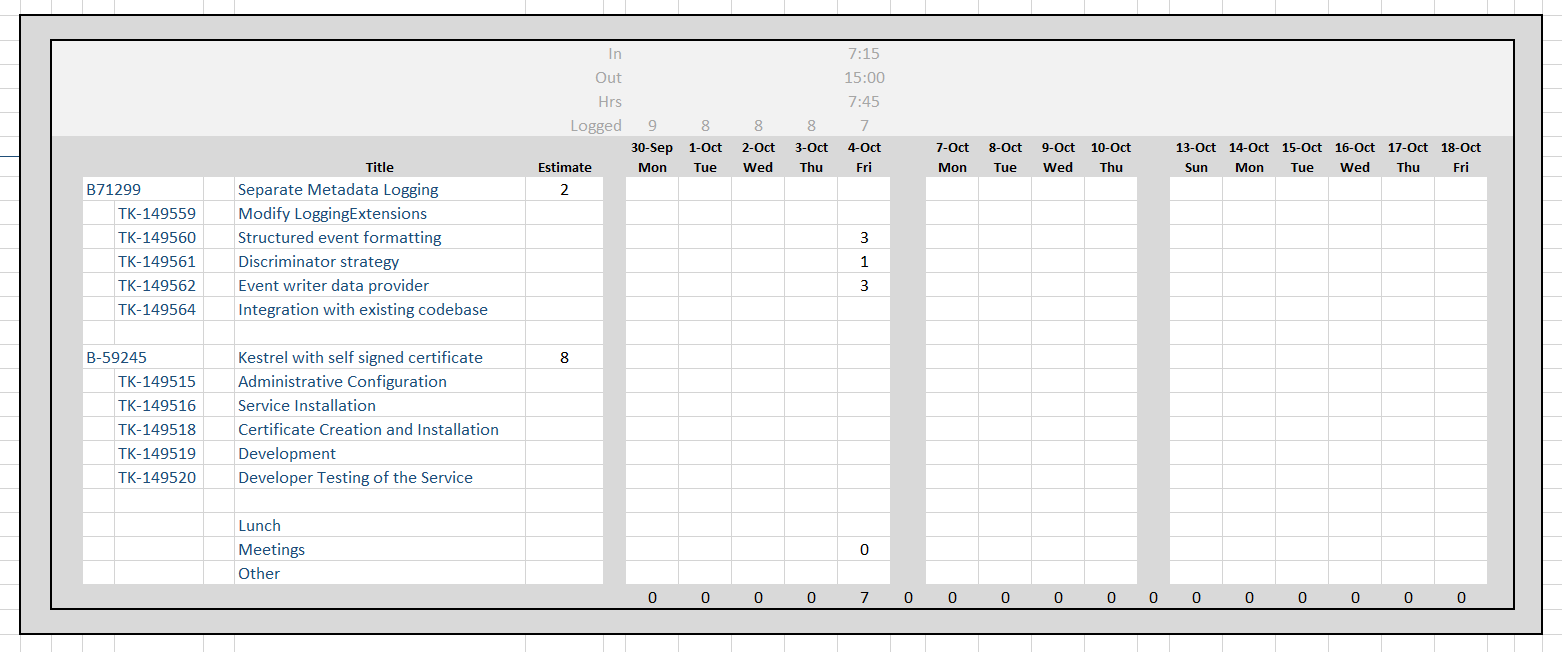 In 7:15
Out 15:00
Hrs 7:45
Logged 9 8 8 8 7
30-Sep 1-Oct 2-Oct 3-Oct 4-Oct 7-Oct 8-Oct 9-Oct 10-Oct 13-Oct 14-Oct 15-Oct 16-Oct 17-Oct 18-Oct
Title Estimate Mon Tue Wed Thu Fri Mon Tue Wed Thu Sun Mon Tue Wed Thu Fri
B71299 Separate Metadata Logging 2
TK-149559 Modify LoggingExtensions
TK-149560 Structured event formatting 3
TK-149561 Discriminator strategy 1
TK-149562 Event writer data provider 3
TK-149564 Integration with existing codebase
B-59245 Kestrel with self signed certificate 8
TK-149515 Administrative Configuration
TK-149516 Service Installation
TK-149518 Certificate Creation and Installation
TK-149519 Development
TK-149520 Developer Testing of the Service
Lunch
Meetings 0
Other
0 0 0 0 7 0 0 0 0 0 0 0 0 0 0 0 0